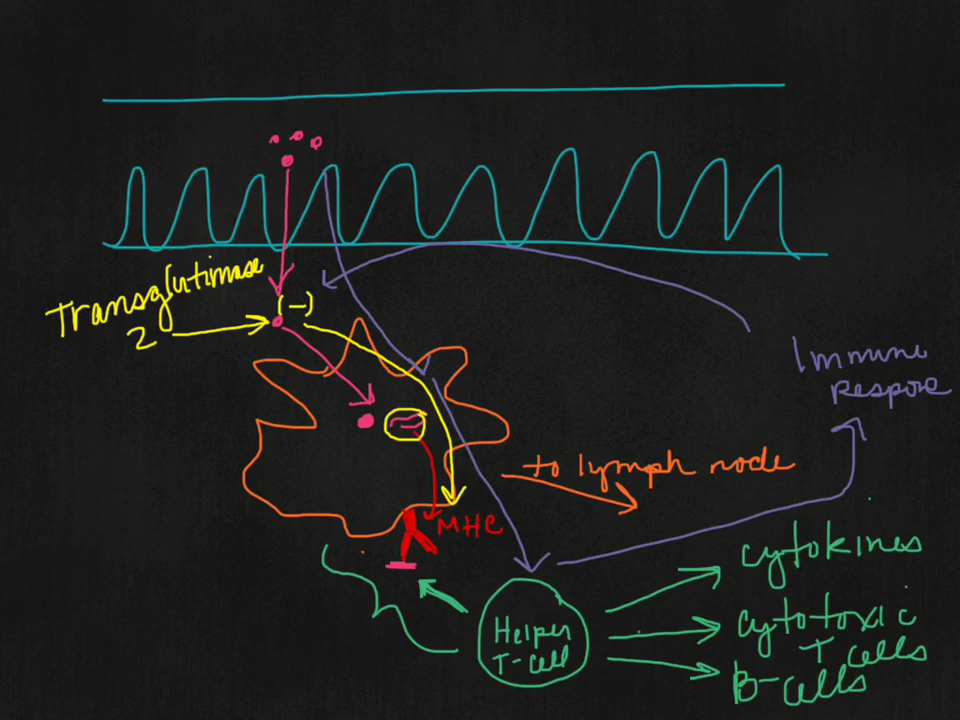 Transglutimase
2
(-)
Immune
Respose
to lymph node
MHC
cytokines
Helper
T-cell
cytotoxic
T cells
B-cells